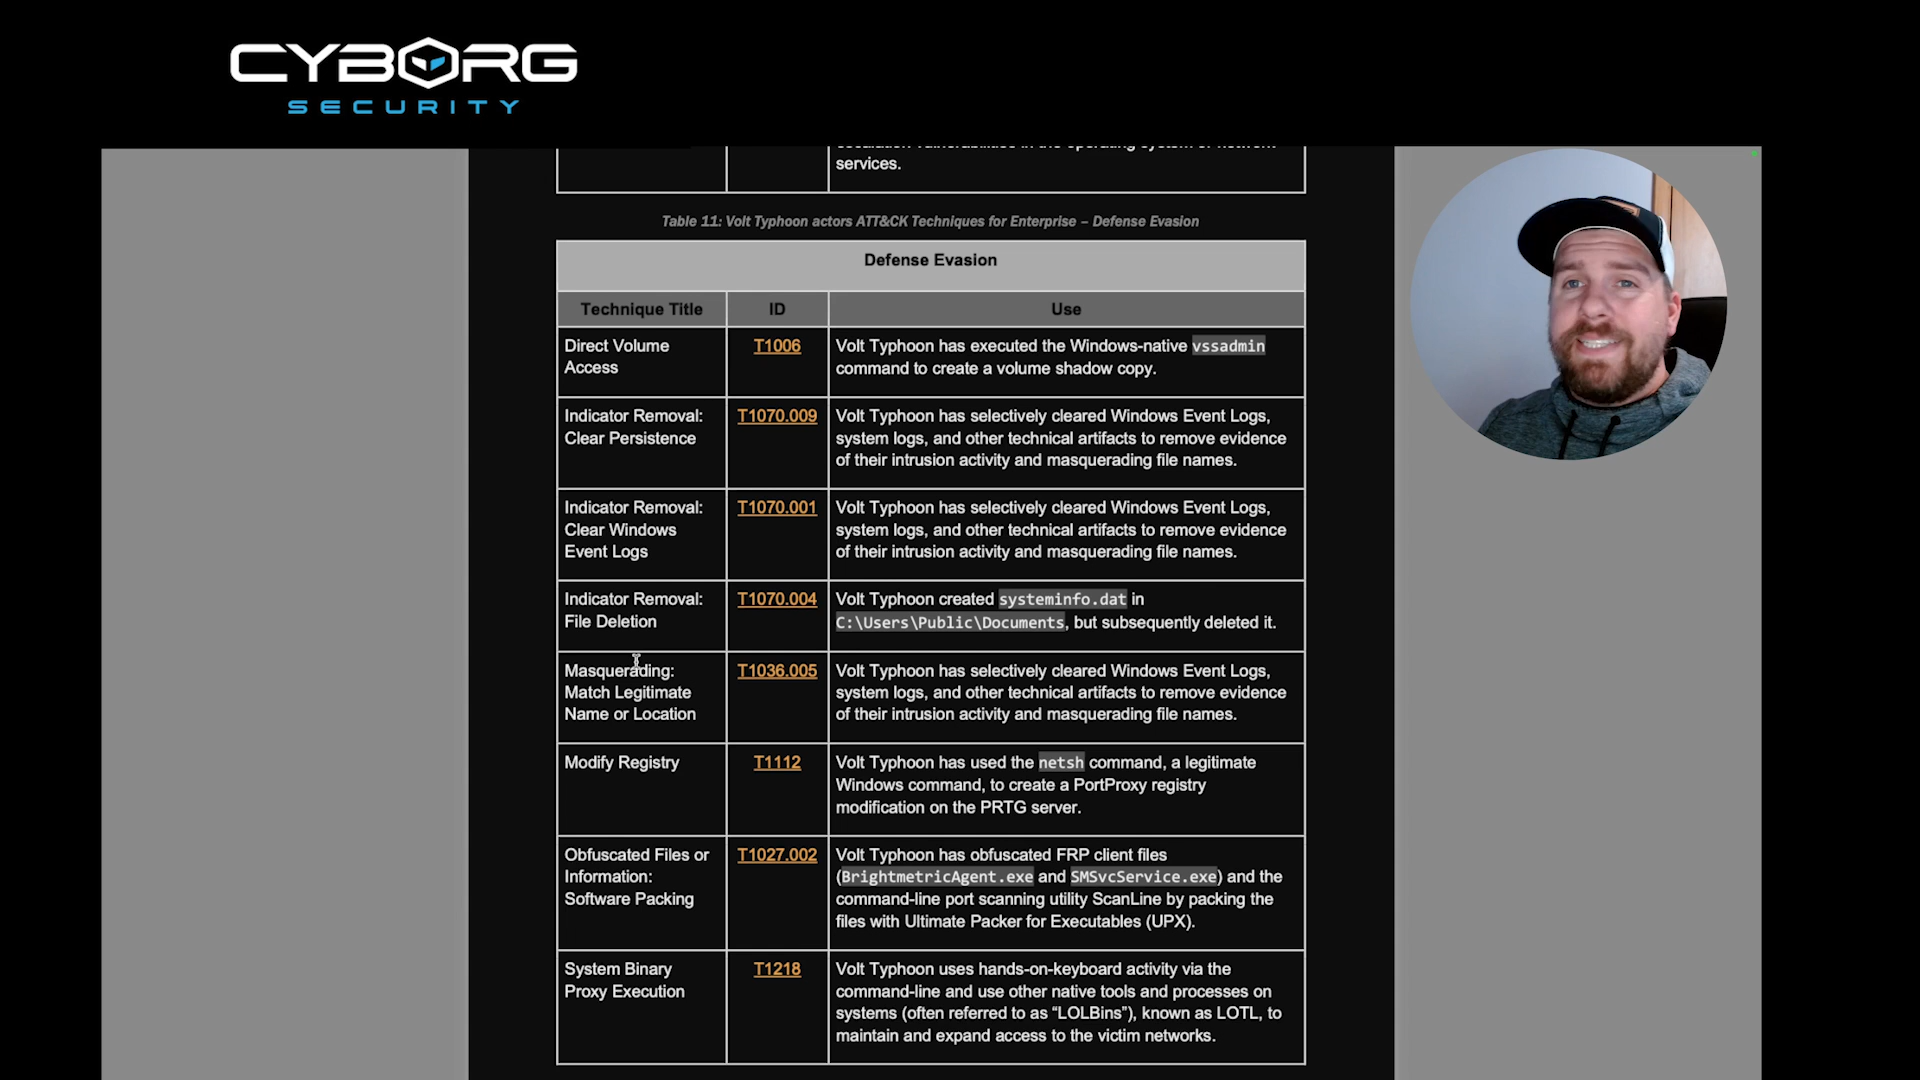 CYBORG
SECURITY
services.
Table 11: Volt Typhoon actors ATT&CK Techniques for Enterprise – Defense Evasion
Defense Evasion
Technique Title ID Use
Direct Volume
Access
T1006
Volt Typhoon has executed the Windows-native vssadmin
command to create a volume shadow copy.
Indicator Removal:
Clear Persistence
T1070.009
Volt Typhoon has selectively cleared Windows Event Logs,
system logs, and other technical artifacts to remove evidence
of their intrusion activity and masquerading file names.
Indicator Removal:
Clear Windows
Event Logs
T1070.001
Volt Typhoon has selectively cleared Windows Event Logs,
system logs, and other technical artifacts to remove evidence
of their intrusion activity and masquerading file names.
Indicator Removal:
File Deletion
T1070.004
Volt Typhoon created systeminfo.dat in
C:\Users\Public\Documents, but subsequently deleted it.
Masquerading:
Match Legitimate
Name or Location
T1036.005
Volt Typhoon has selectively cleared Windows Event Logs,
system logs, and other technical artifacts to remove evidence
of their intrusion activity and masquerading file names.
Modify Registry
T1112
Volt Typhoon has used the netsh command, a legitimate
Windows command, to create a PortProxy registry
modification on the PRTG server.
Obfuscated Files or
Information:
Software Packing
T1027.002
Volt Typhoon has obfuscated FRP client files
(BrightmetricAgent.exe and SMSvcService.exe) and the
command-line port scanning utility ScanLine by packing the
files with Ultimate Packer for Executables (UPX).
System Binary
Proxy Execution
T1218
Volt Typhoon uses hands-on-keyboard activity via the
command-line and use other native tools and processes on
systems (often referred to as “LOLBins”), known as LOTL, to
maintain and expand access to the victim networks.